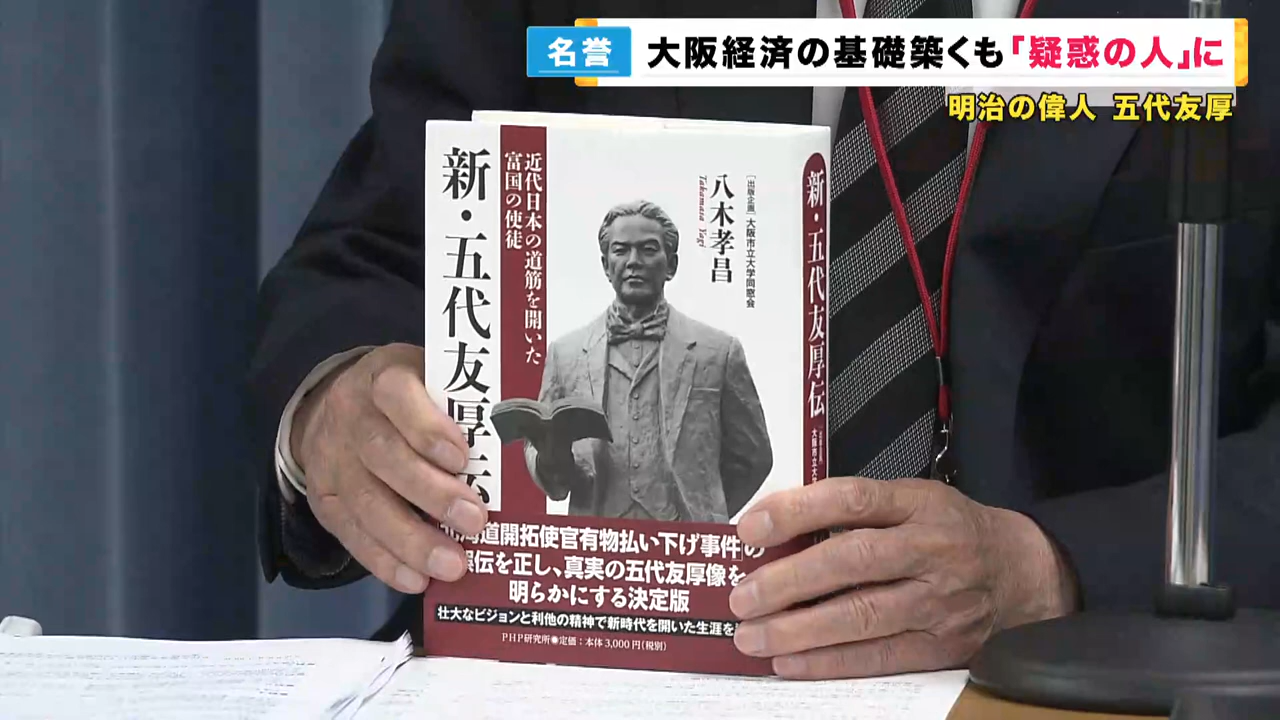 名誉
大阪経済の基礎築くも「疑惑の人」に
明治の偉人 五代友厚
新・五代友厚伝
近代日本の道筋を開いた
富国の使徒
八木孝昌
Takamasa Yagi
[出版企画] 大阪市立大学同窓会
新・五代友厚伝
大阪市立大
北海道開拓使官有物払い下げ事件」の
誤伝を正し、真実の五代友厚像を
明らかにする決定版
壮大なビジョンと利他の精神で新時代を開いた生涯を
PHP研究所●定価：本体3,000円(税別)